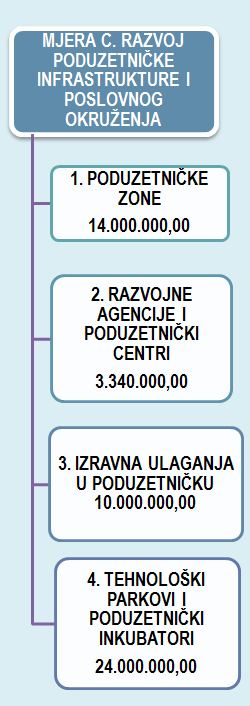 MJERA C. RAZVOJ
PODUZETNIČKE
INFRASTRUKTURE I
POSLOVNOG
OKRUŽENJA
1. PODUZETNIČKE
ZONE
14.000.000,00
2. RAZVOJNE
AGENCIJE I
PODUZETNIČKI
CENTRI
3.340.000,00
3. IZRAVNA ULAGANJA
U PODUZETNIČKU
10.000.000,00
4. TEHNOLOŠKI
PARKOVI I
PODUZETNIČKI
INKUBATORI
24.000.000,00